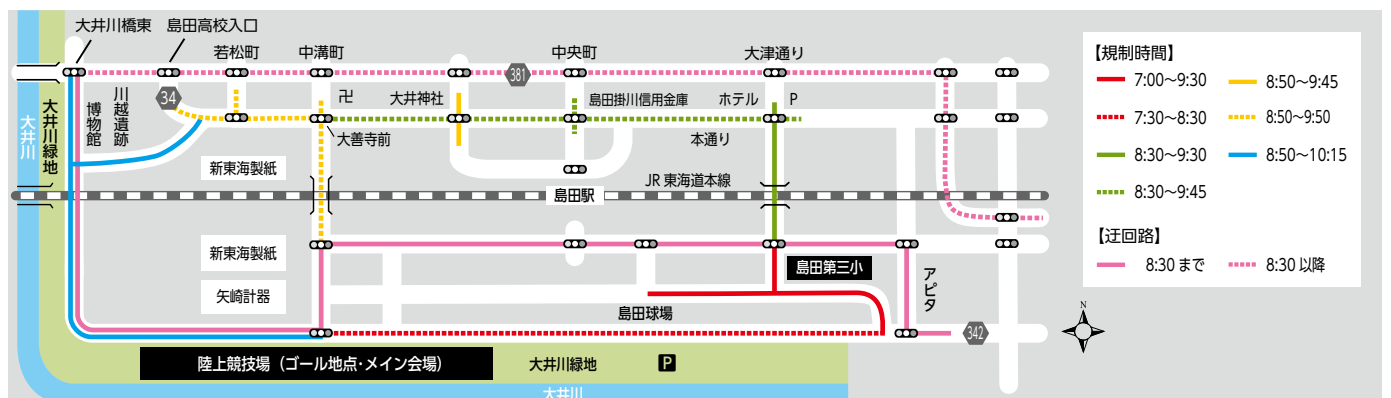 大井川橋東
島田高校入口
若松町
中溝町
中央町
大津通り
381
34
卍
大井神社
島田掛川信用金庫
ホテル
P
川越遺跡
博物館
大井川緑地
大井川
大善寺前
本通り
新東海製紙
JR 東海道本線
島田駅
新東海製紙
島田第三小
アピタ
矢崎計器
島田球場
342
陸上競技場（ゴール地点・メイン会場）
大井川緑地
P
大井川
N
【規制時間】
7:00～9:30
8:50～9:45
7:30～8:30
8:50～9:50
8:30～9:30
8:50～10:15
8:30～9:45
【迂回路】
8:30 まで
8:30 以降